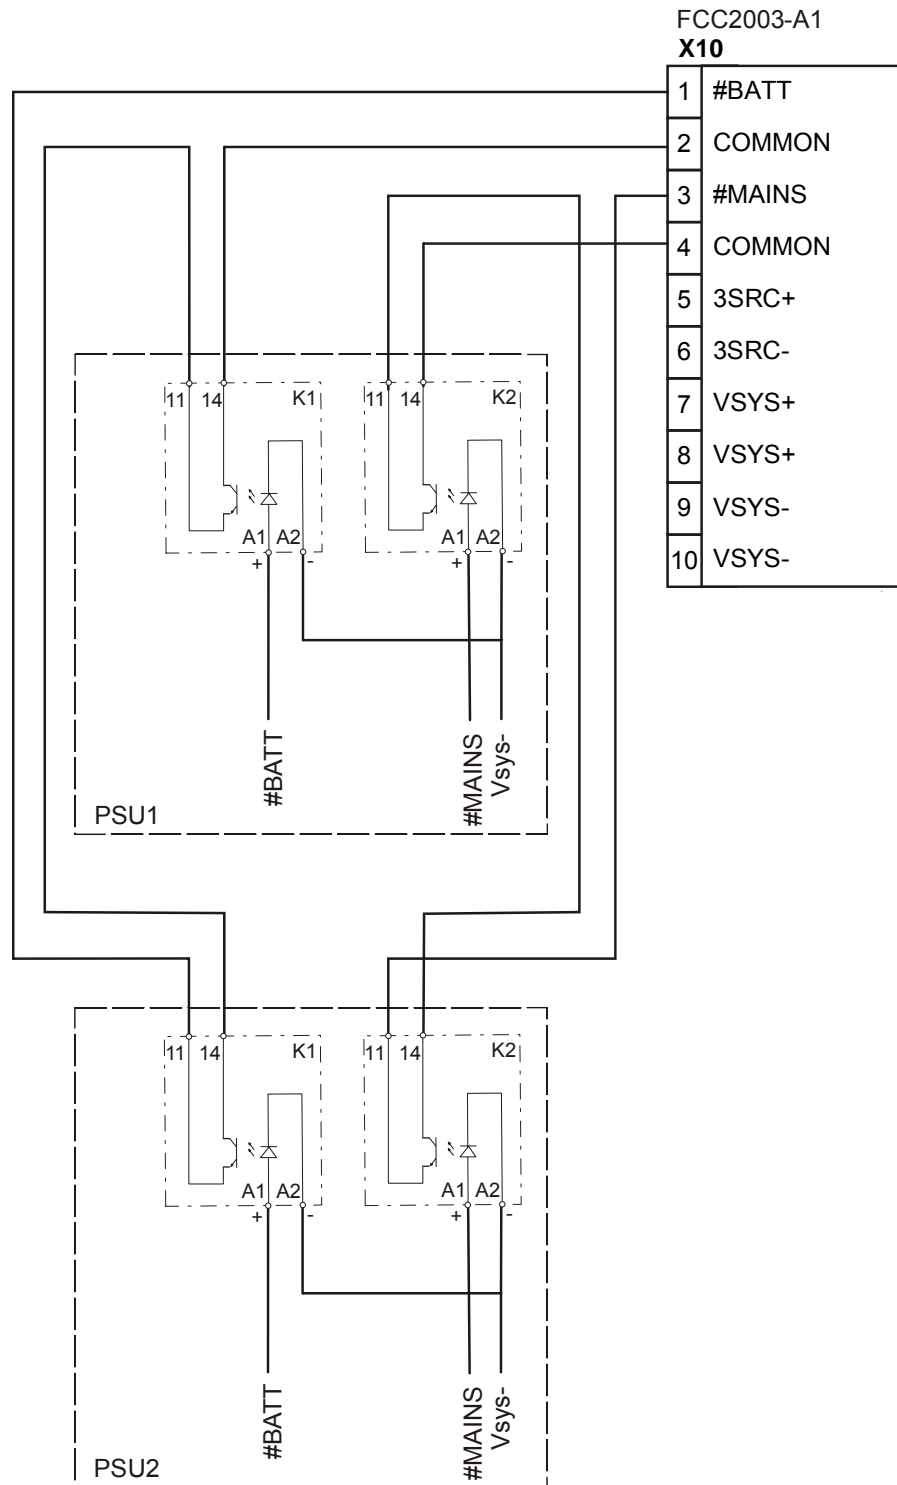 FCC2003-A1
X10
1 #BATT
2 COMMON
3 #MAINS
4 COMMON
5 3SRC+
6 3SRC-
7 VSYS+
8 VSYS+
9 VSYS-
10 VSYS-
11 14 K1
11 14 K2
A1 A2
+ -
A1 A2
+ -
#BATT
#MAINS
Vsys-
PSU1
11 14 K1
11 14 K2
A1 A2
+ -
A1 A2
+ -
#BATT
#MAINS
Vsys-
PSU2